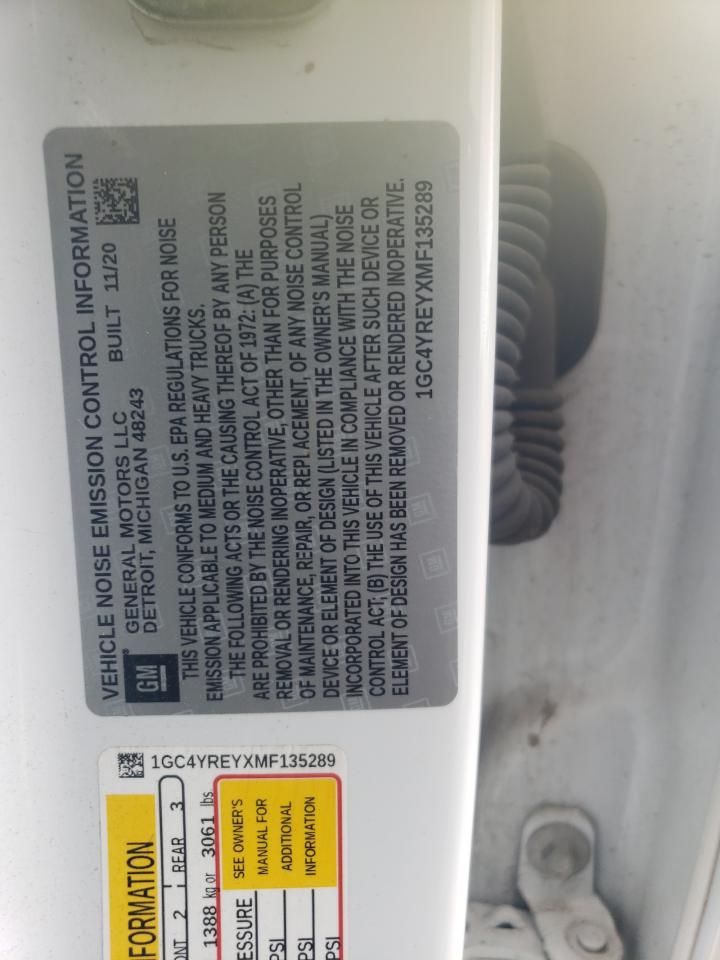 VEHICLE NOISE EMISSION CONTROL INFORMATION
GM
GENERAL MOTORS LLC
DETROIT, MICHIGAN 48243
BUILT 11/20
THIS VEHICLE CONFORMS TO U.S. EPA REGULATIONS FOR NOISE
EMISSION APPLICABLE TO MEDIUM AND HEAVY TRUCKS.
THE FOLLOWING ACTS OR THE CAUSING THEREOF BY ANY PERSON
ARE PROHIBITED BY THE NOISE CONTROL ACT OF 1972: (A) THE
REMOVAL OR RENDERING INOPERATIVE, OTHER THAN FOR PURPOSES
OF MAINTENANCE, REPAIR, OR REPLACEMENT, OF ANY NOISE CONTROL
DEVICE OR ELEMENT OF DESIGN (LISTED IN THE OWNER'S MANUAL)
INCORPORATED INTO THIS VEHICLE IN COMPLIANCE WITH THE NOISE
CONTROL ACT; (B) THE USE OF THIS VEHICLE AFTER SUCH DEVICE OR
ELEMENT OF DESIGN HAS BEEN REMOVED OR RENDERED INOPERATIVE.
1GC4YREYXMF135289
FORMATION
1GC4YREYXMF135289
ONT 2 REAR 3
1388 kg or 3061 lbs
ESSURE
PSI
PSI
PSI
SEE OWNER'S
MANUAL FOR
ADDITIONAL
INFORMATION